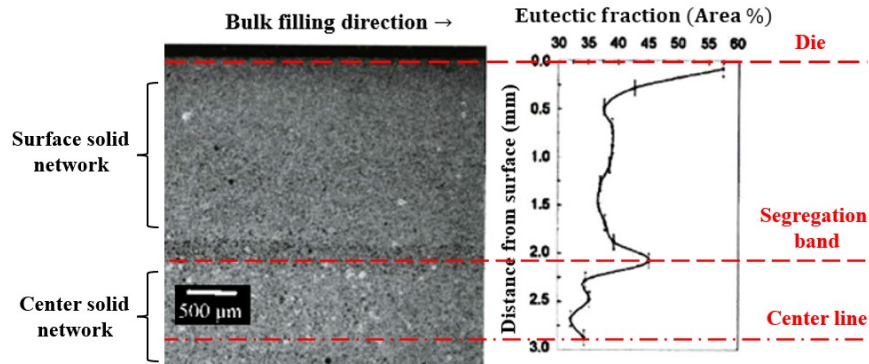 Bulk filling direction →
Eutectic fraction (Area %)
30 35 40 45 50 55 60
Die
0.0
0.5
1.0
1.5
2.0
2.5
3.0
Distance from surface (mm)
Surface solid
network
Segregation
band
Center solid
network
500 μm
Center line